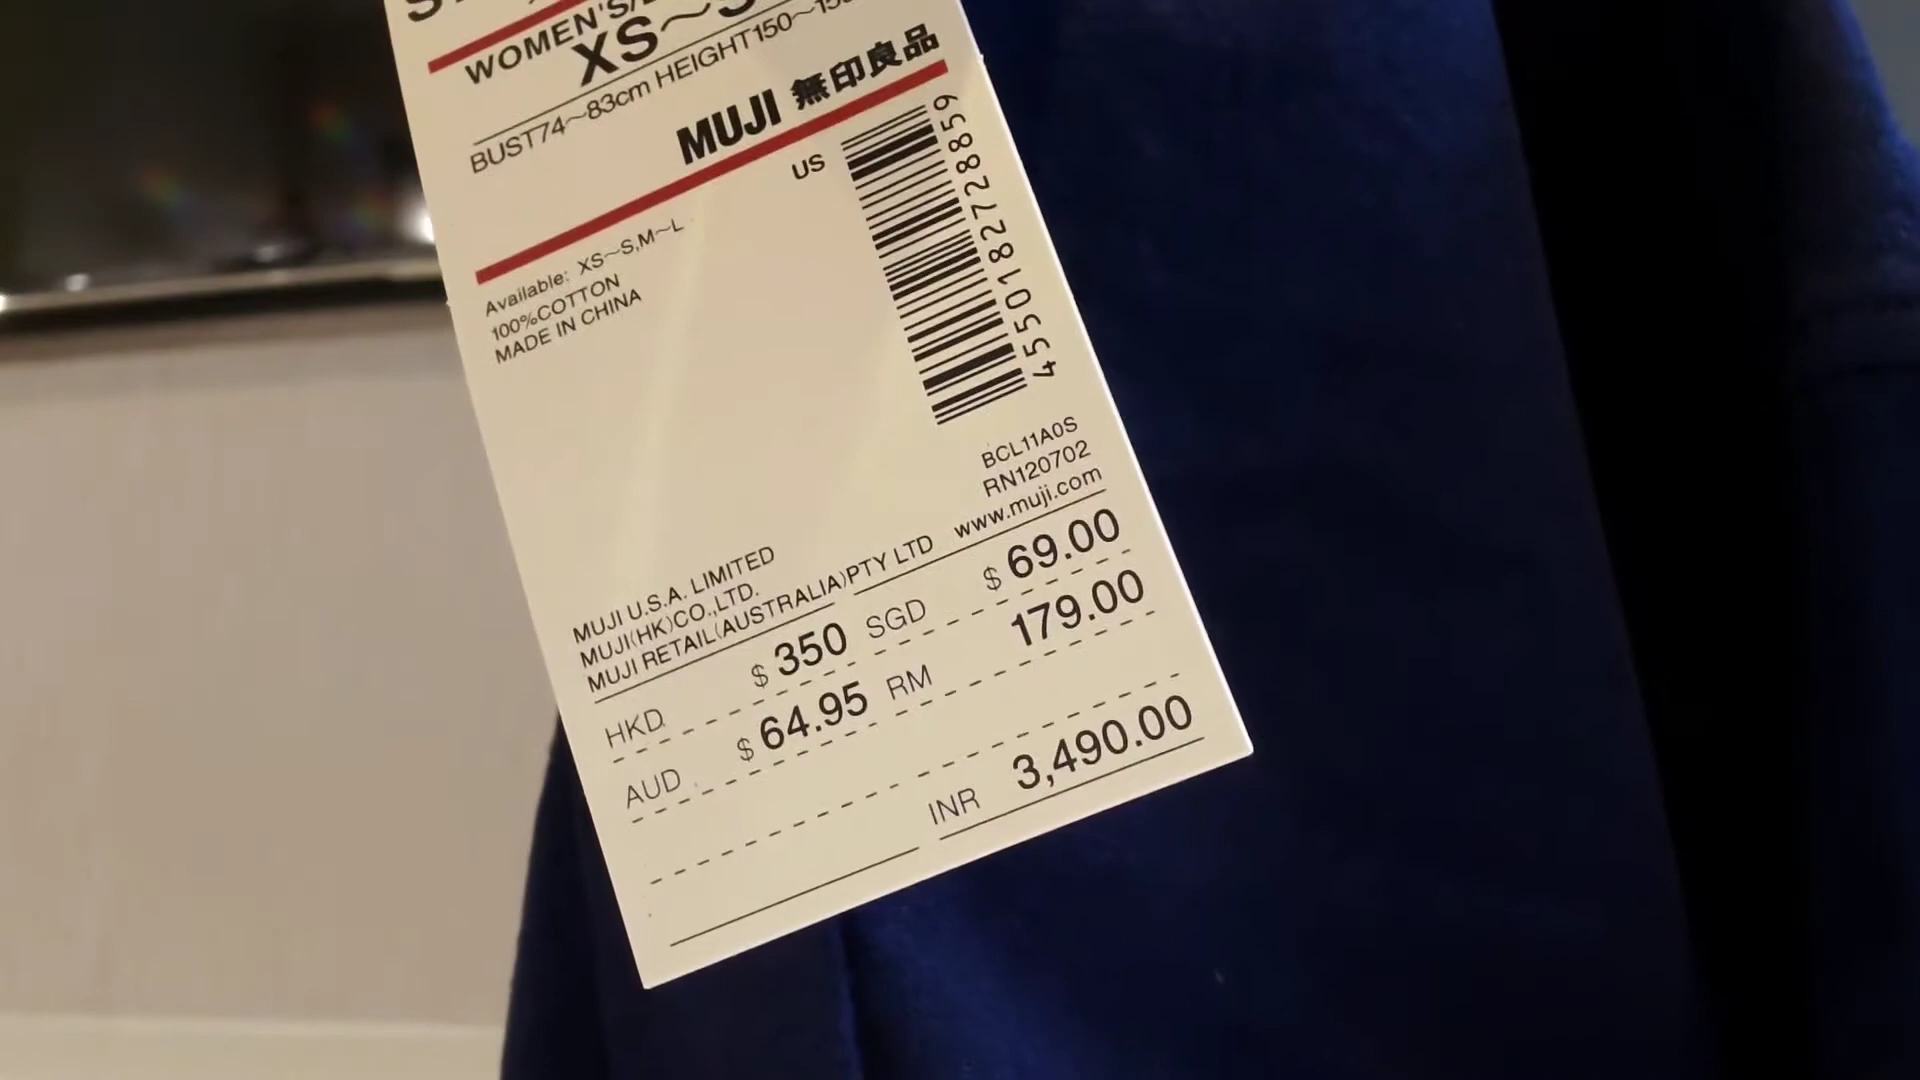 WOMEN'S/
XS～S
BUST74～83cm HEIGHT150～
MUJI 無印良品
US
4550182728859
Available: XS～S,M～L
100%COTTON
MADE IN CHINA
BCL11A0S
RN120702
www.muji.com
MUJI U.S.A. LIMITED
MUJI(HK)CO.,LTD.
MUJI RETAIL(AUSTRALIA)PTY LTD
HKD $350 SGD $69.00
AUD $64.95 RM 179.00
INR 3,490.00